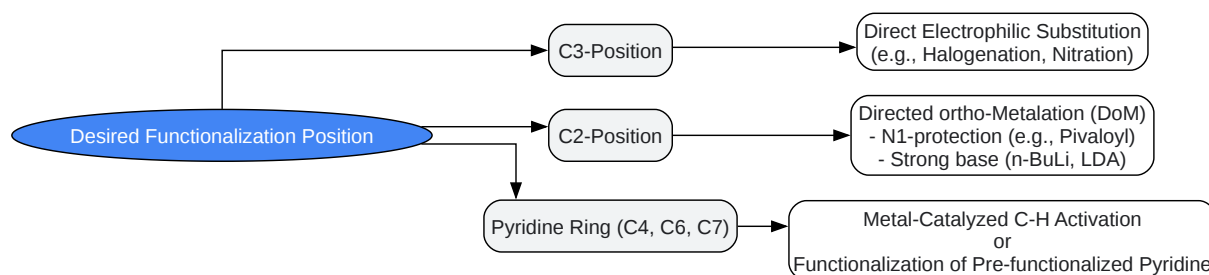 Desired Functionalization Position
C3-Position
Direct Electrophilic Substitution
(e.g., Halogenation, Nitration)
C2-Position
Directed ortho-Metalation (DoM)
- N1-protection (e.g., Pivaloyl)
- Strong base (n-BuLi, LDA)
Pyridine Ring (C4, C6, C7)
Metal-Catalyzed C-H Activation
or
Functionalization of Pre-functionalized Pyridine